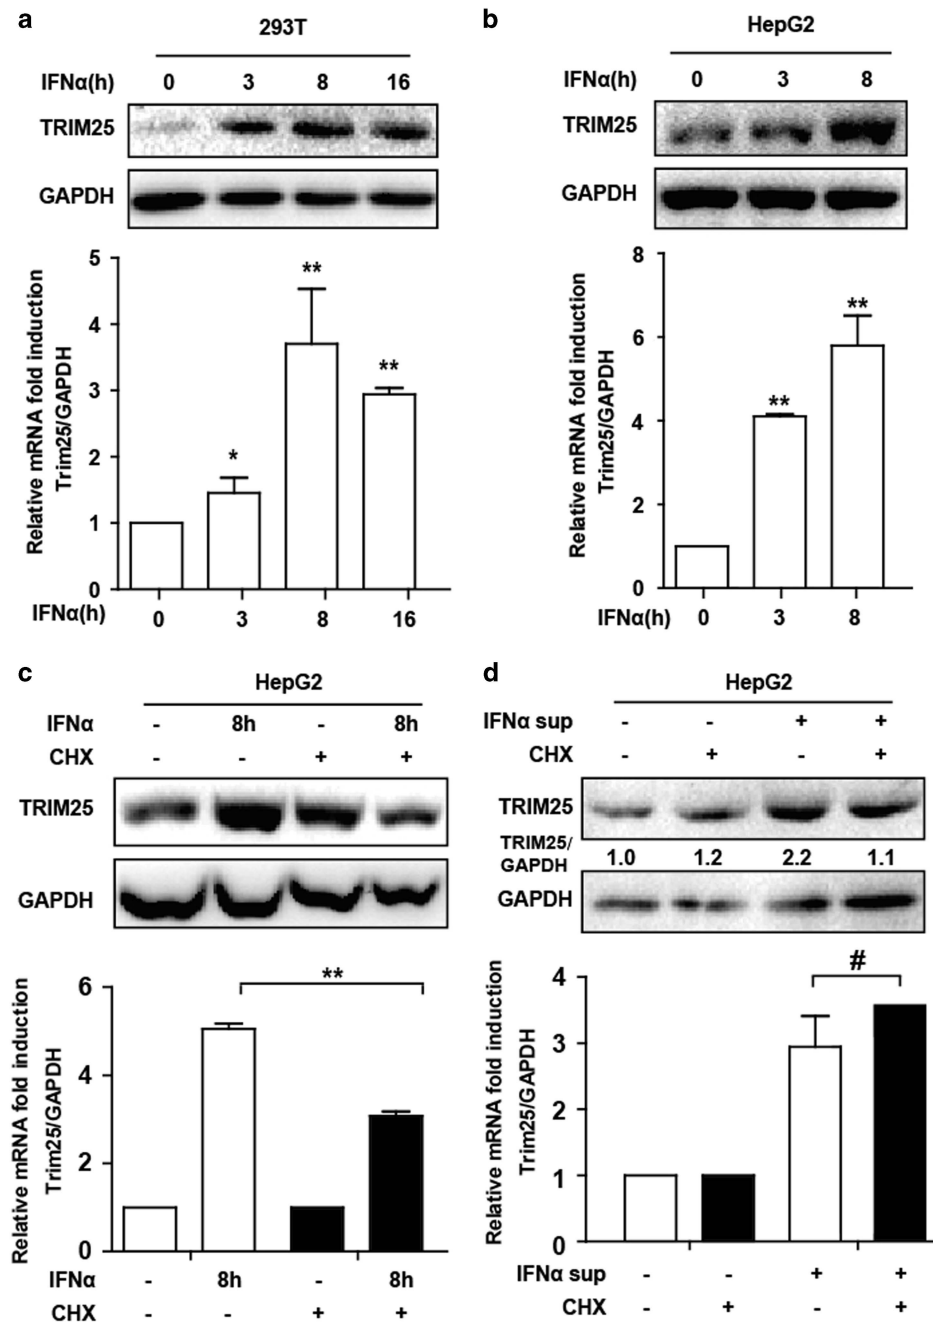 a
293T
IFNα(h) 0 3 8 16
TRIM25
GAPDH
Relative mRNA fold induction
Trim25/GAPDH
5
4
3
2
1
0
*
**
**
IFNα(h) 0 3 8 16
b
HepG2
IFNα(h) 0 3 8
TRIM25
GAPDH
Relative mRNA fold induction
Trim25/GAPDH
8
6
4
2
0
**
**
IFNα(h) 0 3 8
c
HepG2
IFNα - 8h - 8h
CHX - - + +
TRIM25
GAPDH
Relative mRNA fold induction
Trim25/GAPDH
6
4
2
0
**
IFNα - 8h - 8h
CHX - - + +
d
HepG2
IFNα sup - - + +
CHX - + - +
TRIM25
TRIM25/
GAPDH 1.0 1.2 2.2 1.1
GAPDH
Relative mRNA fold induction
Trim25/GAPDH
4
3
2
1
0
#
IFNα sup - - + +
CHX - + - +